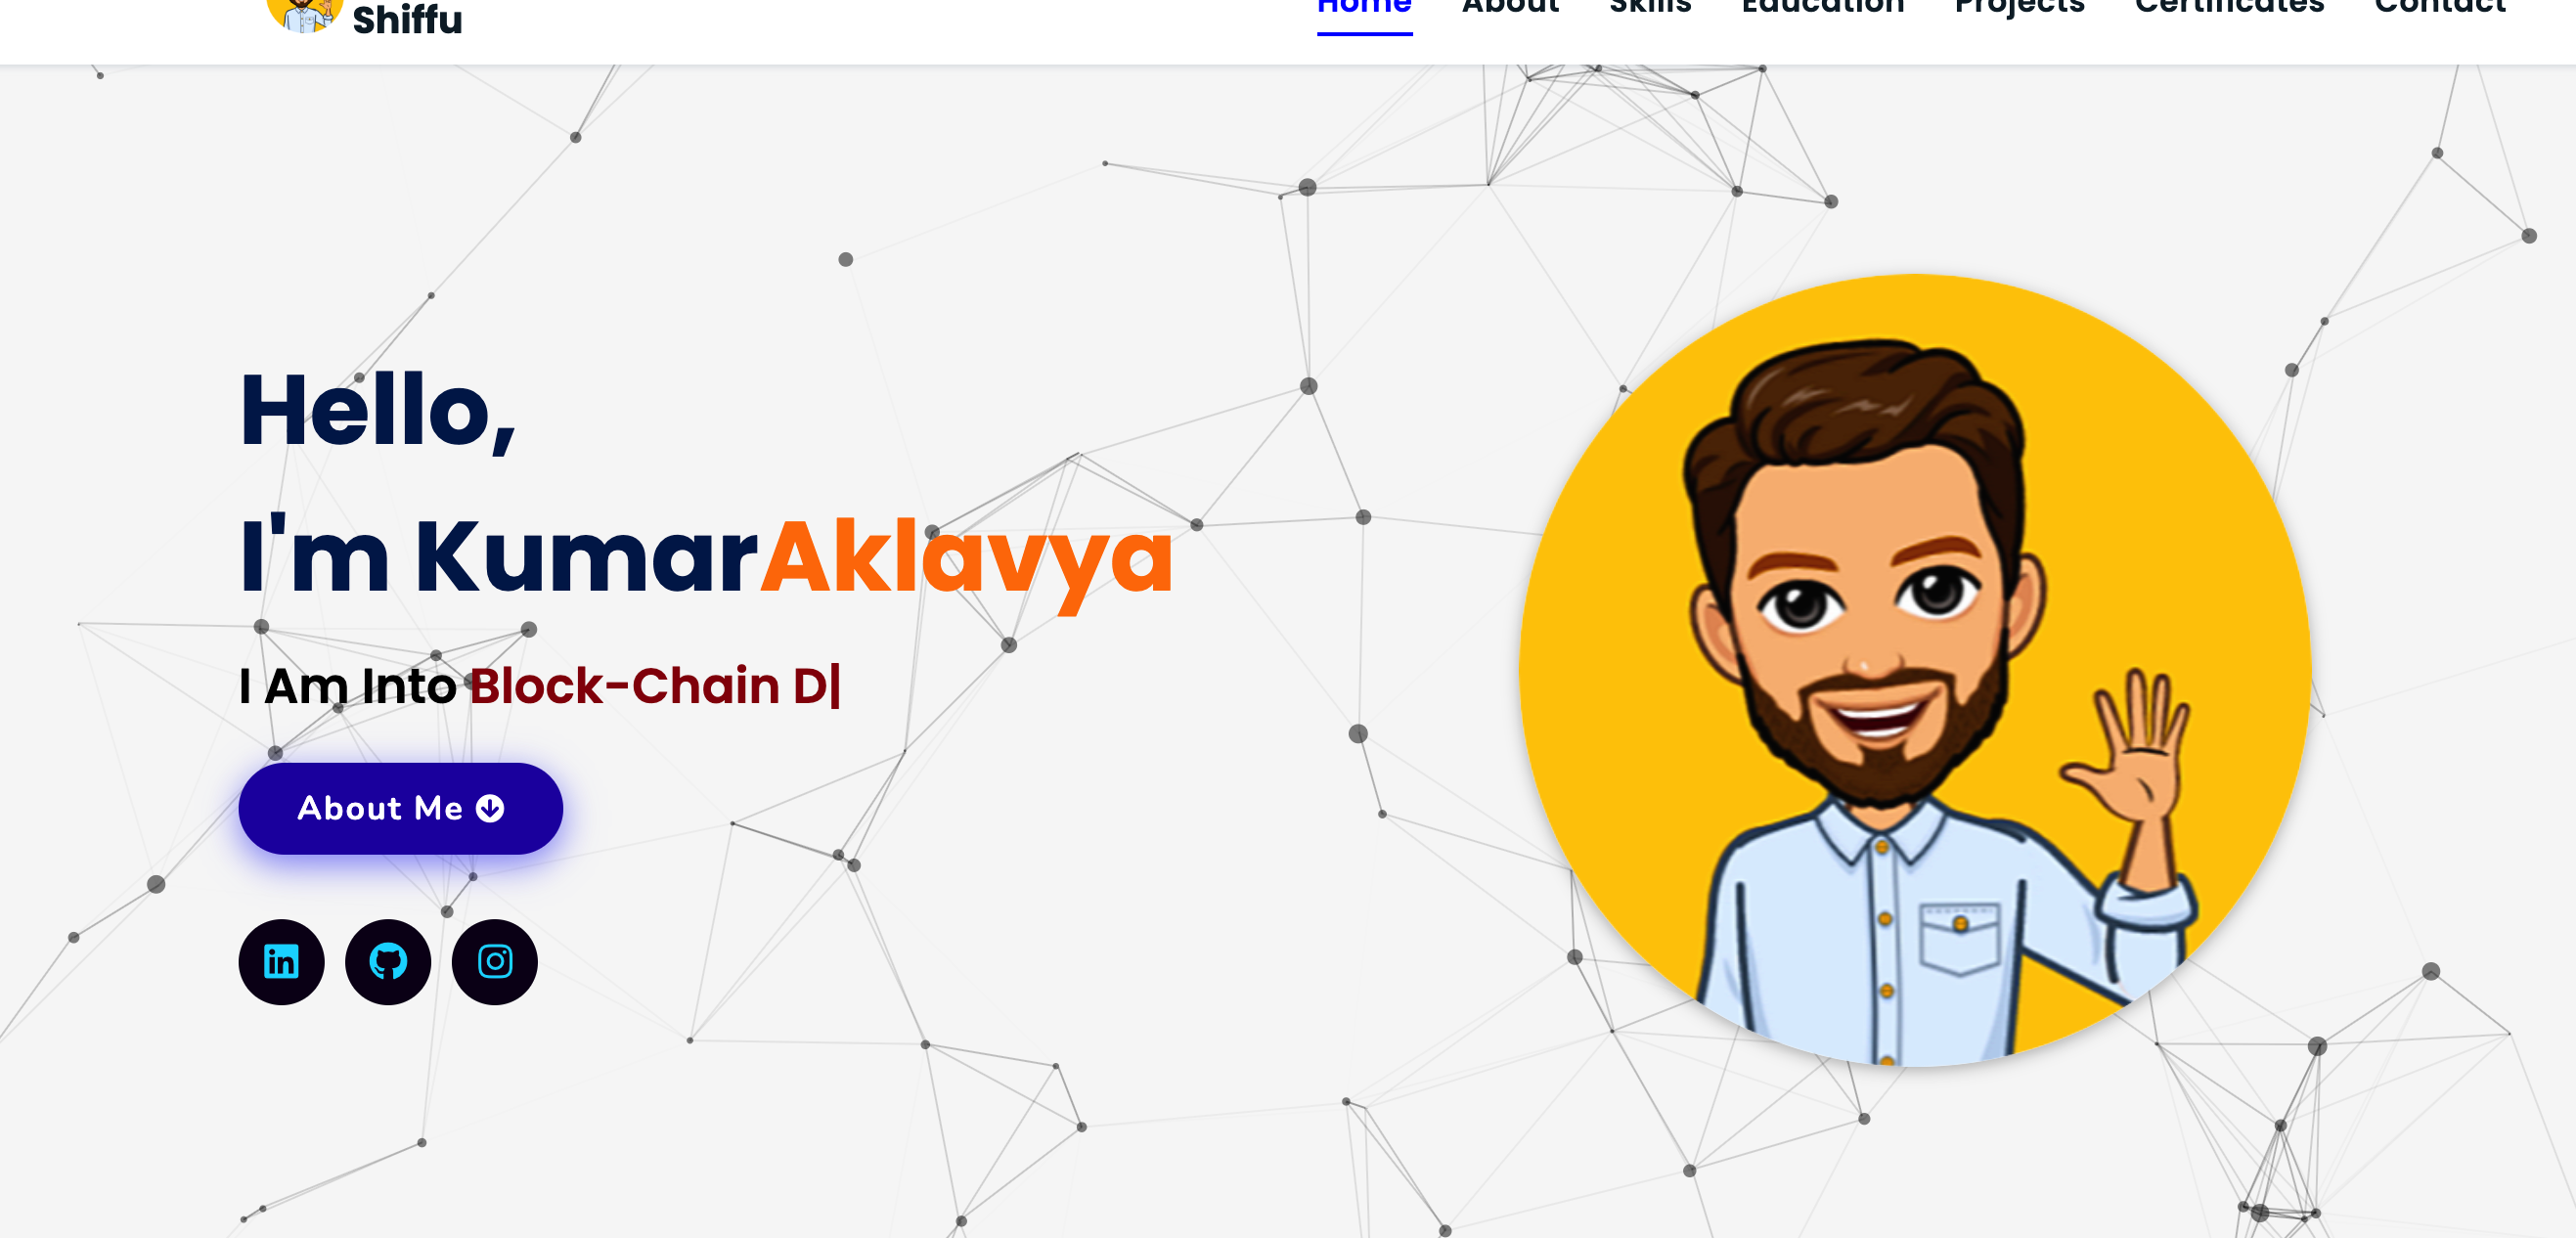 Shiffu
Home About Skills Education Projects Certificates Contact
Hello,
I'm KumarAklavya
I Am Into Block-Chain D|
About Me